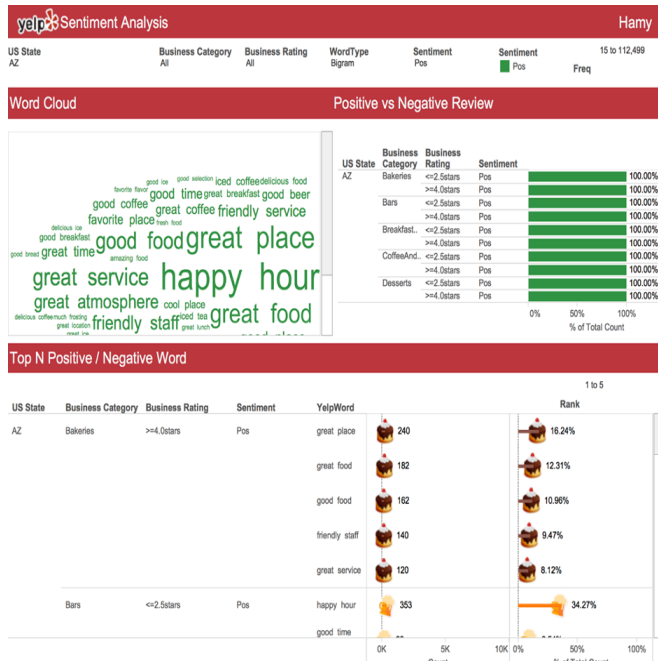 yelp Sentiment Analysis Hamy
US State Business Category Business Rating WordType Sentiment Sentiment 15 to 112,499
AZ All All Bigram Pos Pos Freq
Word Cloud Positive vs Negative Review
good ice good selection iced coffee delicious food
favorite flavor good time great breakfast good beer
good coffee great coffee friendly service
favorite place fresh food
delicious ice
good breakfast good food great place
good bread great time amazing food
great service happy hour
great atmosphere cool place
delicious coffee much frosting friendly staff iced tea great food
great location great lunch
great ice
US State Business Category Business Rating Sentiment
AZ Bakeries <=2.5stars Pos 100.00%
>=4.0stars Pos 100.00%
Bars <=2.5stars Pos 100.00%
>=4.0stars Pos 100.00%
Breakfast.. <=2.5stars Pos 100.00%
>=4.0stars Pos 100.00%
CoffeeAnd.. <=2.5stars Pos 100.00%
>=4.0stars Pos 100.00%
Desserts <=2.5stars Pos 100.00%
>=4.0stars Pos 100.00%
0% 50% 100%
% of Total Count
Top N Positive / Negative Word
1 to 5
US State Business Category Business Rating Sentiment YelpWord Rank
AZ Bakeries >=4.0stars Pos great place 240 16.24%
great food 182 12.31%
good food 162 10.96%
friendly staff 140 9.47%
great service 120 8.12%
Bars <=2.5stars Pos happy hour 353 34.27%
good time
0K 5K 10K 0% 50% 100%